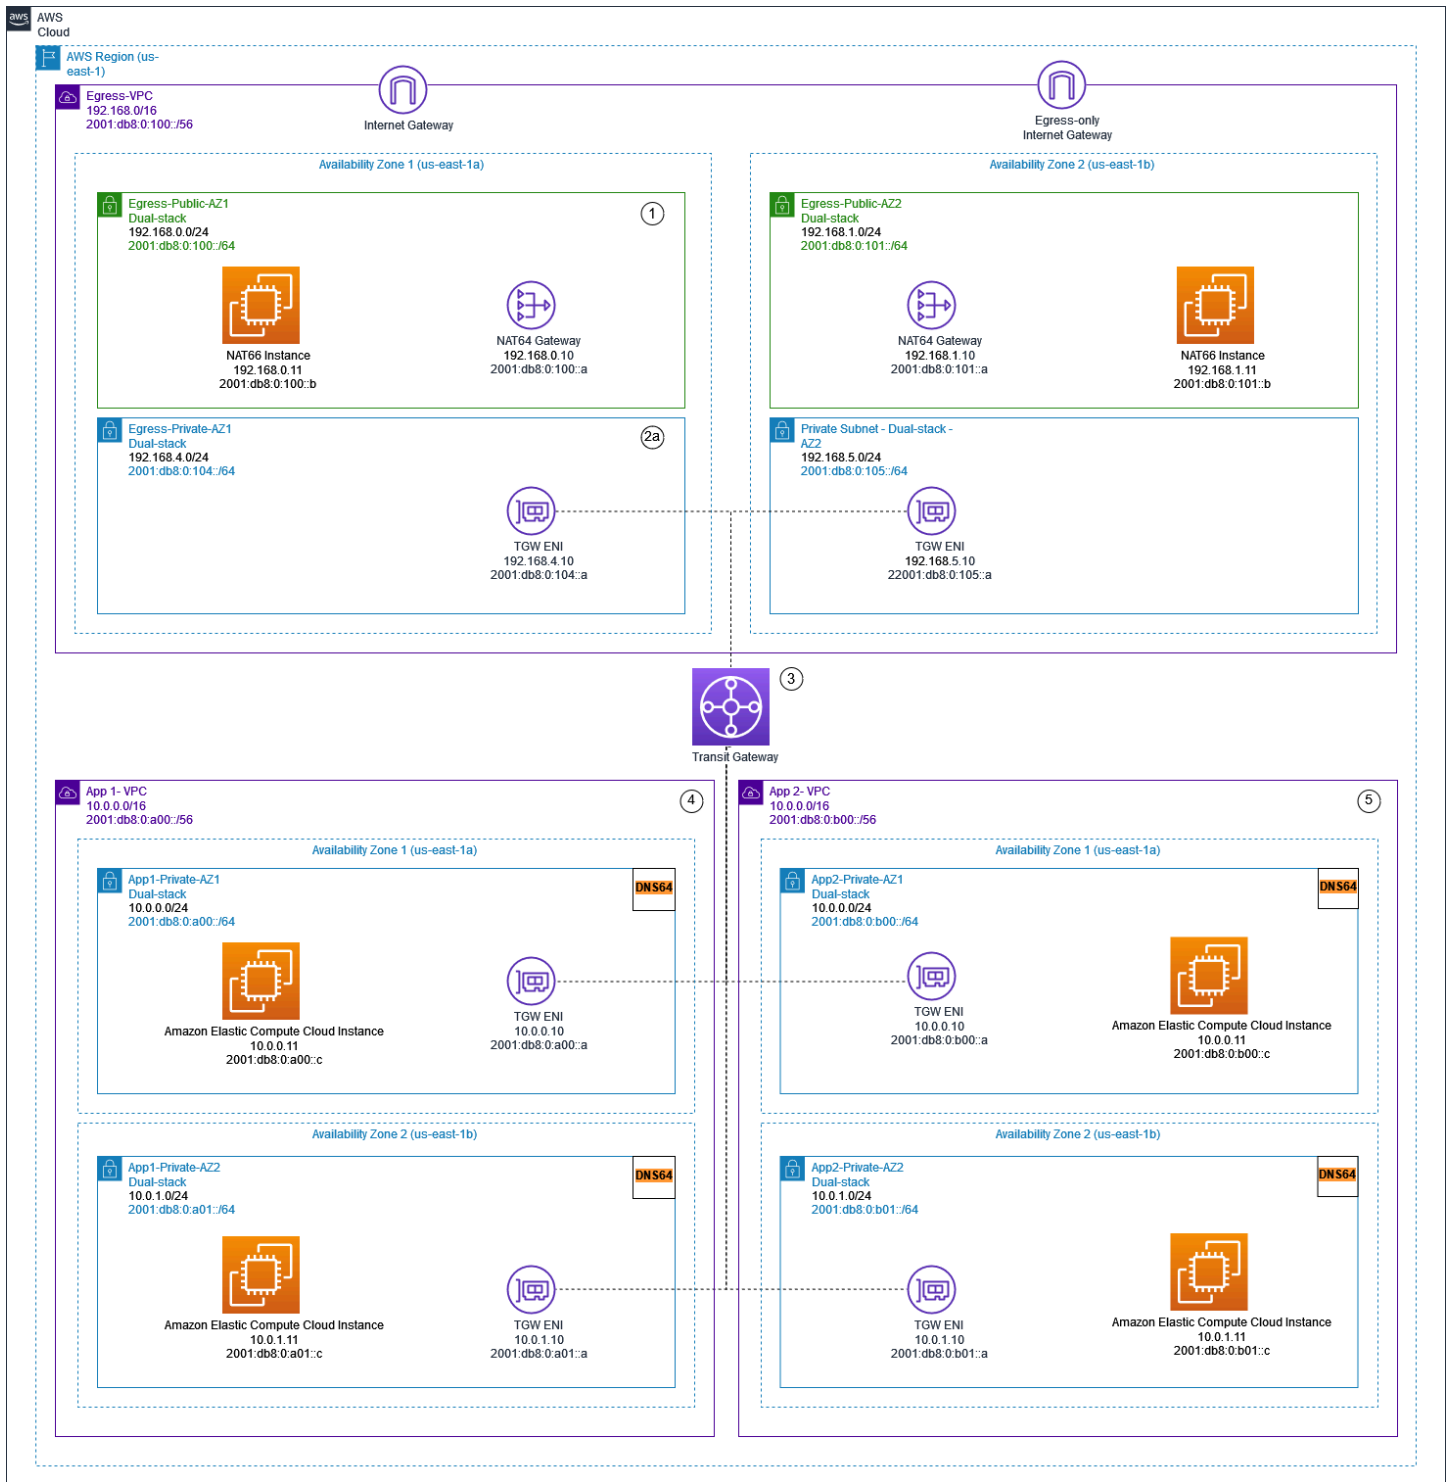 aws
AWS
Cloud
AWS Region (us-
east-1)
Egress-VPC
192.168.0/16
2001:db8:0:100::/56
Internet Gateway
Egress-only
Internet Gateway
Availability Zone 1 (us-east-1a)
Egress-Public-AZ1
Dual-stack
192.168.0.0/24
2001:db8:0:100::/64
1
NAT66 Instance
192.168.0.11
2001:db8:0:100::b
NAT64 Gateway
192.168.0.10
2001:db8:0:100::a
Egress-Private-AZ1
Dual-stack
192.168.4.0/24
2001:db8:0:104::/64
2a
TGW ENI
192.168.4.10
2001:db8:0:104::a
Availability Zone 2 (us-east-1b)
Egress-Public-AZ2
Dual-stack
192.168.1.0/24
2001:db8:0:101::/64
NAT64 Gateway
192.168.1.10
2001:db8:0:101::a
NAT66 Instance
192.168.1.11
2001:db8:0:101::b
Private Subnet - Dual-stack -
AZ2
192.168.5.0/24
2001:db8:0:105::/64
TGW ENI
192.168.5.10
22001:db8:0:105::a
3
Transit Gateway
App 1- VPC
10.0.0.0/16
2001:db8:0:a00::/56
4
Availability Zone 1 (us-east-1a)
App1-Private-AZ1
Dual-stack
10.0.0.0/24
2001:db8:0:a00::/64
DNS64
Amazon Elastic Compute Cloud Instance
10.0.0.11
2001:db8:0:a00::c
TGW ENI
10.0.0.10
2001:db8:0:a00::a
Availability Zone 2 (us-east-1b)
App1-Private-AZ2
Dual-stack
10.0.1.0/24
2001:db8:0:a01::/64
DNS64
Amazon Elastic Compute Cloud Instance
10.0.1.11
2001:db8:0:a01::c
TGW ENI
10.0.1.10
2001:db8:0:a01::a
App 2- VPC
10.0.0.0/16
2001:db8:0:b00::/56
5
Availability Zone 1 (us-east-1a)
App2-Private-AZ1
Dual-stack
10.0.0.0/24
2001:db8:0:b00::/64
DNS64
TGW ENI
10.0.0.10
2001:db8:0:b00::a
Amazon Elastic Compute Cloud Instance
10.0.0.11
2001:db8:0:b00::c
Availability Zone 2 (us-east-1b)
App2-Private-AZ2
Dual-stack
10.0.1.0/24
2001:db8:0:b01::/64
DNS64
TGW ENI
10.0.1.10
2001:db8:0:b01::a
Amazon Elastic Compute Cloud Instance
10.0.1.11
2001:db8:0:b01::c